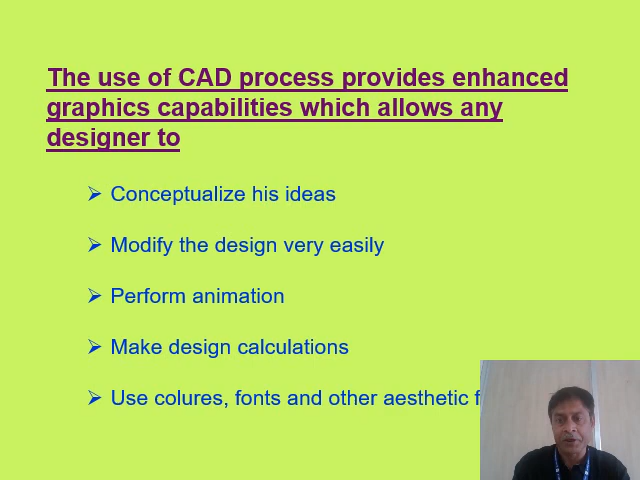 The use of CAD process provides enhanced
graphics capabilities which allows any
designer to
➢ Conceptualize his ideas
➢ Modify the design very easily
➢ Perform animation
➢ Make design calculations
➢ Use colures, fonts and other aesthetic